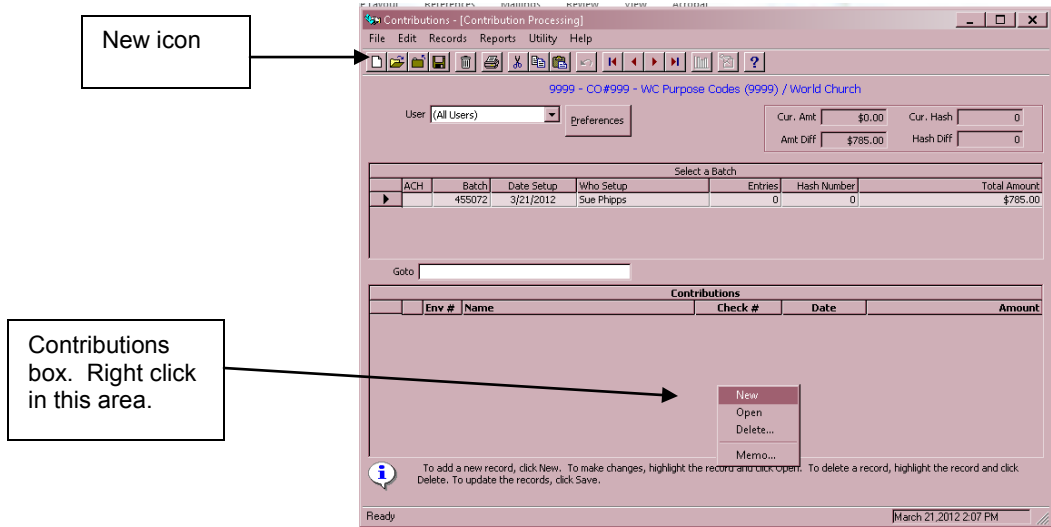 Layout References Mailings Review View Acrobat
Contributions - [Contribution Processing]
New icon
File Edit Records Reports Utility Help
9999 - CO#999 - WC Purpose Codes (9999) / World Church
User (All Users) Preferences
Cur. Amt $0.00 Cur. Hash 0
Amt Diff $785.00 Hash Diff 0
Select a Batch
ACH Batch Date Setup Who Setup Entries Hash Number Total Amount
455072 3/21/2012 Sue Phipps 0 0 $785.00
Goto
Contributions
Env # Name Check # Date Amount
Contributions
box. Right click
in this area.
New
Open
Delete...
Memo...
To add a new record, click New. To make changes, highlight the record and click Open. To delete a record, highlight the record and click
Delete. To update the records, click Save.
Ready March 21,2012 2:07 PM